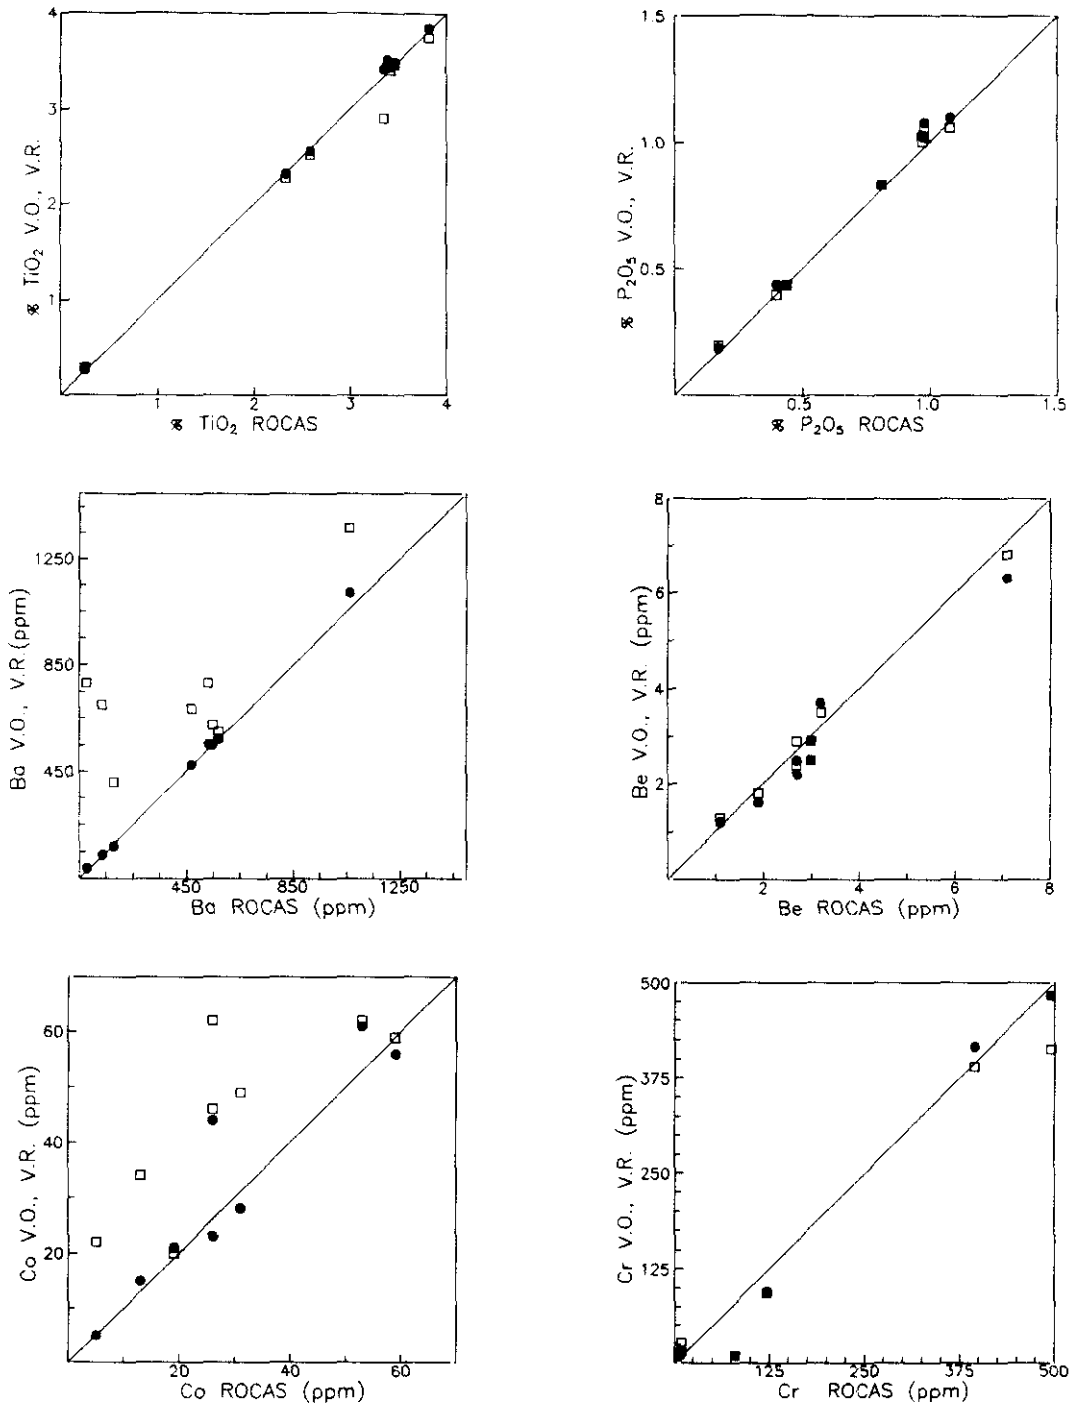 4
3
2
1
% TiO₂ V.O., V.R.
1 2 3 4
% TiO₂ ROCAS
1.5
1.0
0.5
% P₂O₅ V.O., V.R.
0.5 1.0 1.5
% P₂O₅ ROCAS
1250
850
450
Ba V.O., V.R.(ppm)
450 850 1250
Ba ROCAS (ppm)
8
6
4
2
Be V.O., V.R. (ppm)
2 4 6 8
Be ROCAS (ppm)
60
40
20
Co V.O., V.R. (ppm)
20 40 60
Co ROCAS (ppm)
500
375
250
125
Cr V.O., V.R. (ppm)
125 250 375 500
Cr ROCAS (ppm)